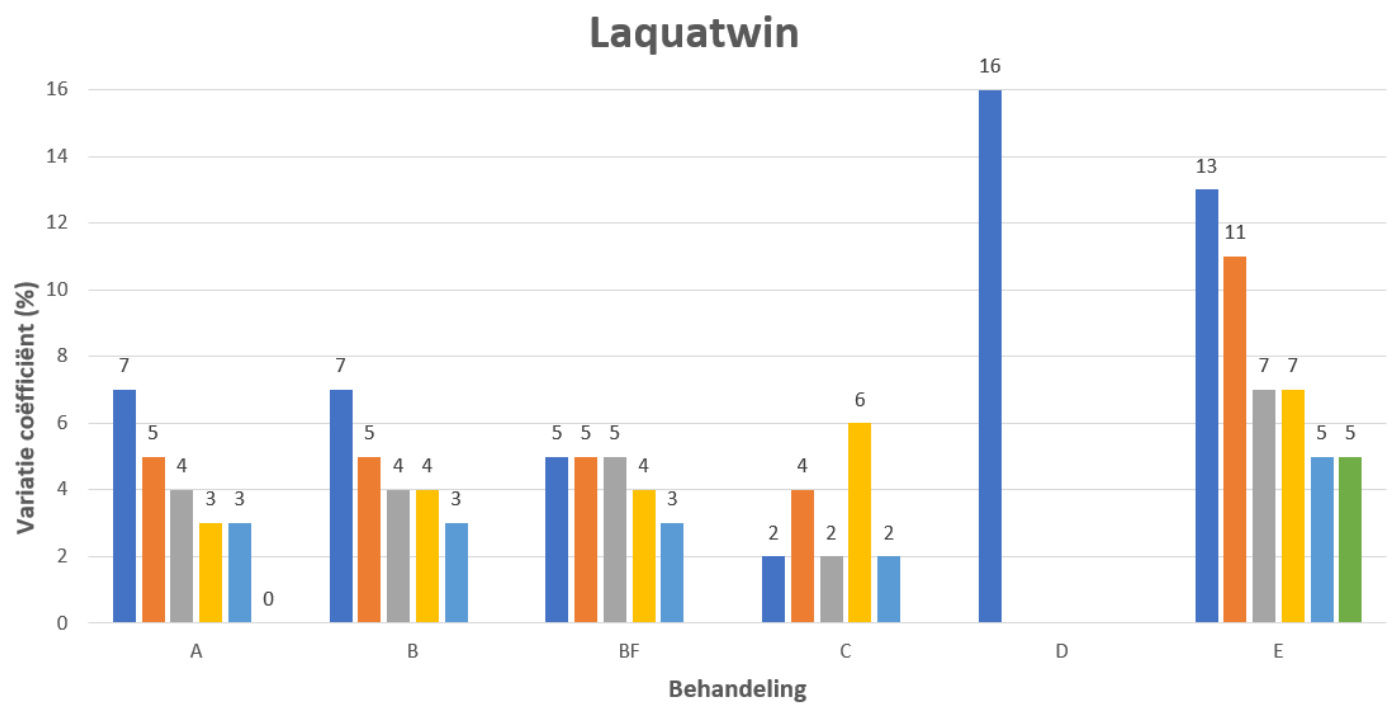 Laquatwin
Variatie coëfficiënt (%)
16
14
12
10
8
6
4
2
0
7 5 4 3 3 0
7 5 4 4 3
5 5 5 4 3
2 4 2 6 2
16
13 11 7 7 5 5
A B BF C D E
Behandeling